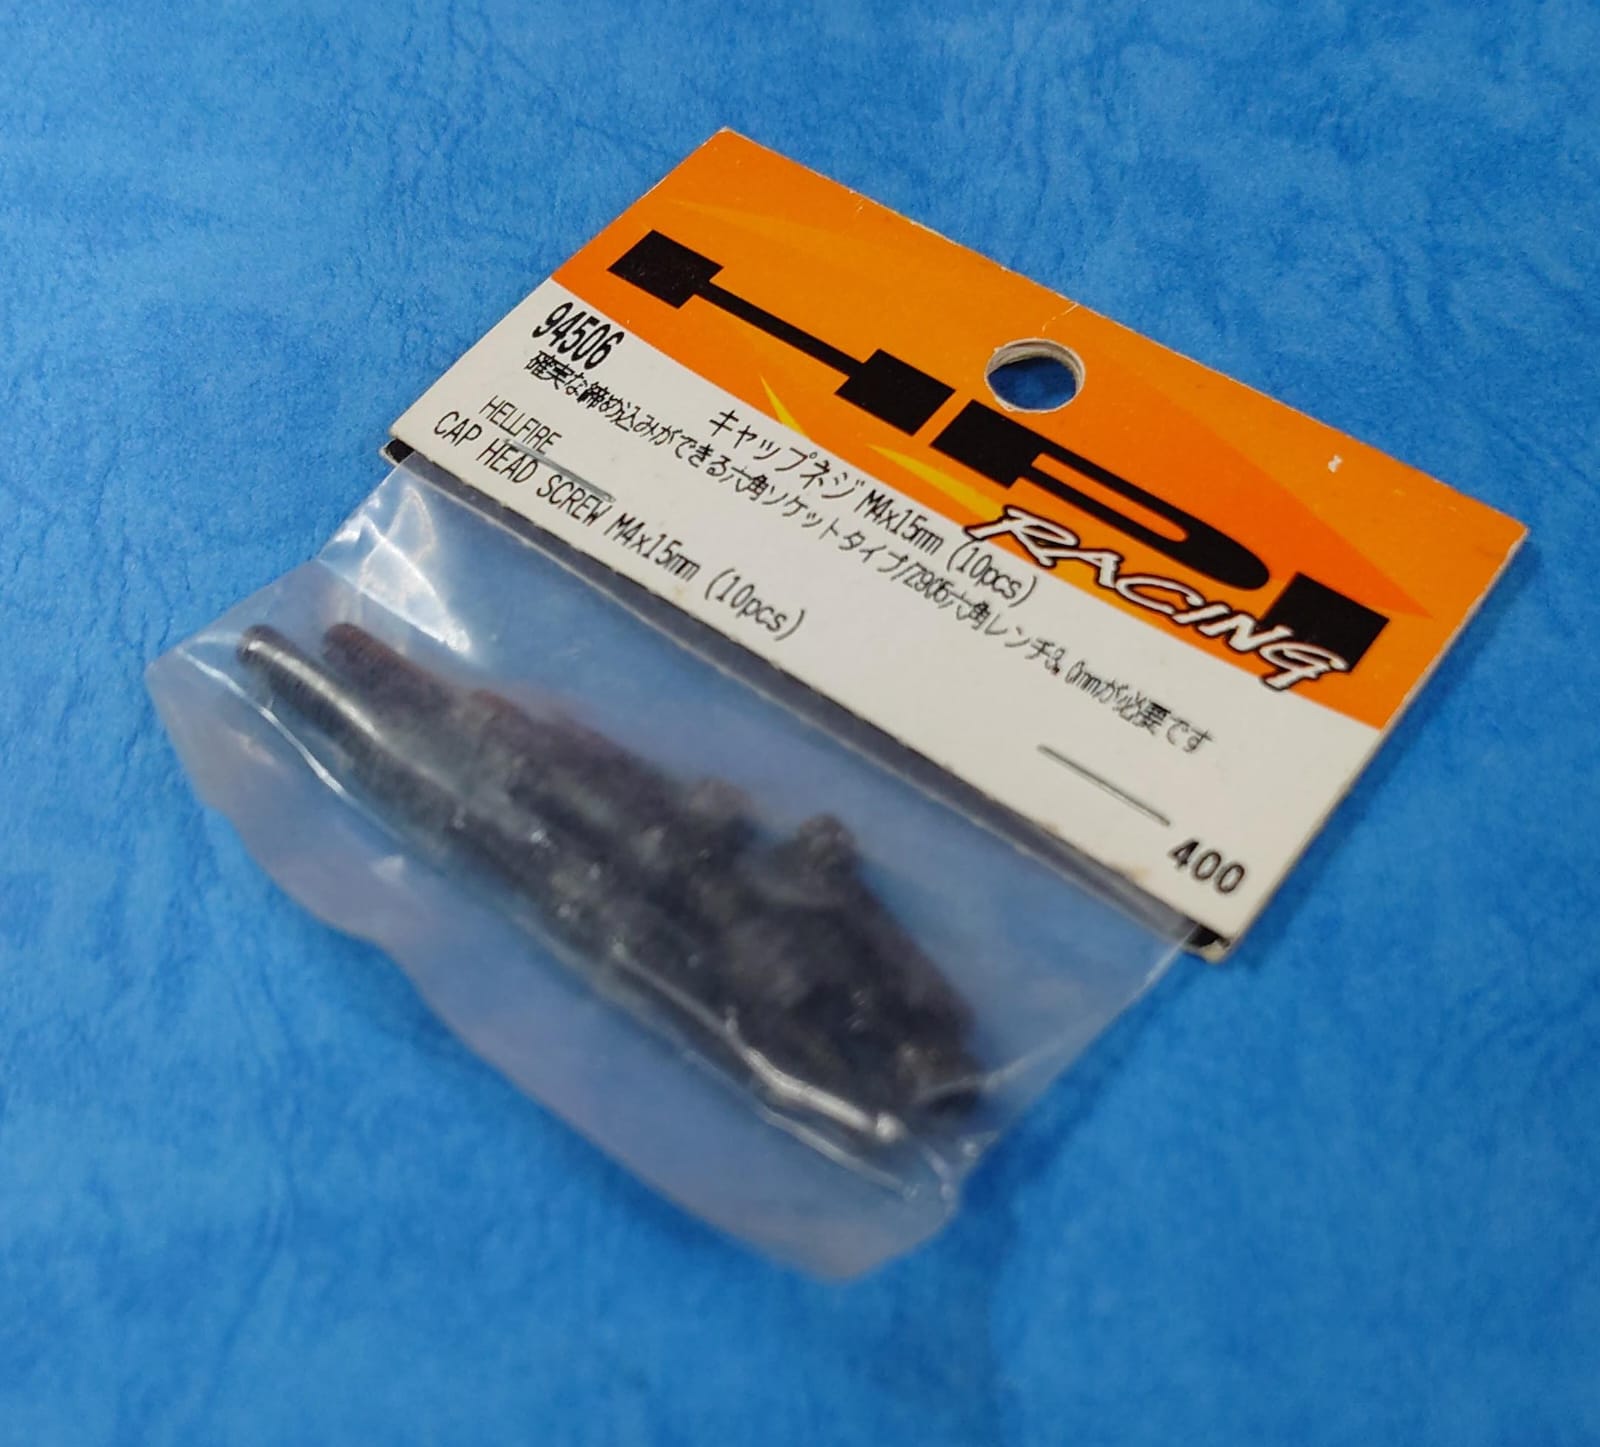 HPI
RACING
94506
キャップネジ M4x15mm (10pcs)
確実な締め込みができる六角ソケットタイプ/Z906六角レンチ3.0mmが必要です
HELLFIRE
CAP HEAD SCREW M4x15mm (10pcs)
400